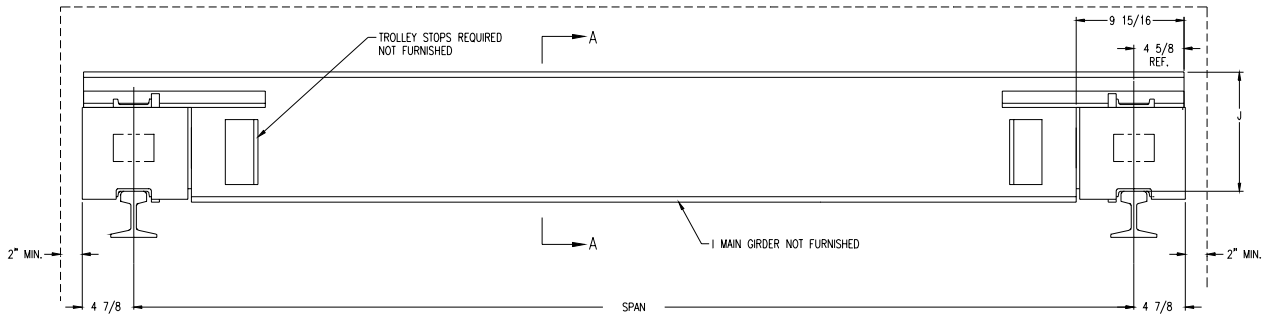 9 15/16
TROLLEY STOPS REQUIRED
NOT FURNISHED
A
4 5/8
REF.
J
A
1 MAIN GIRDER NOT FURNISHED
2" MIN.
2" MIN.
4 7/8
SPAN
4 7/8